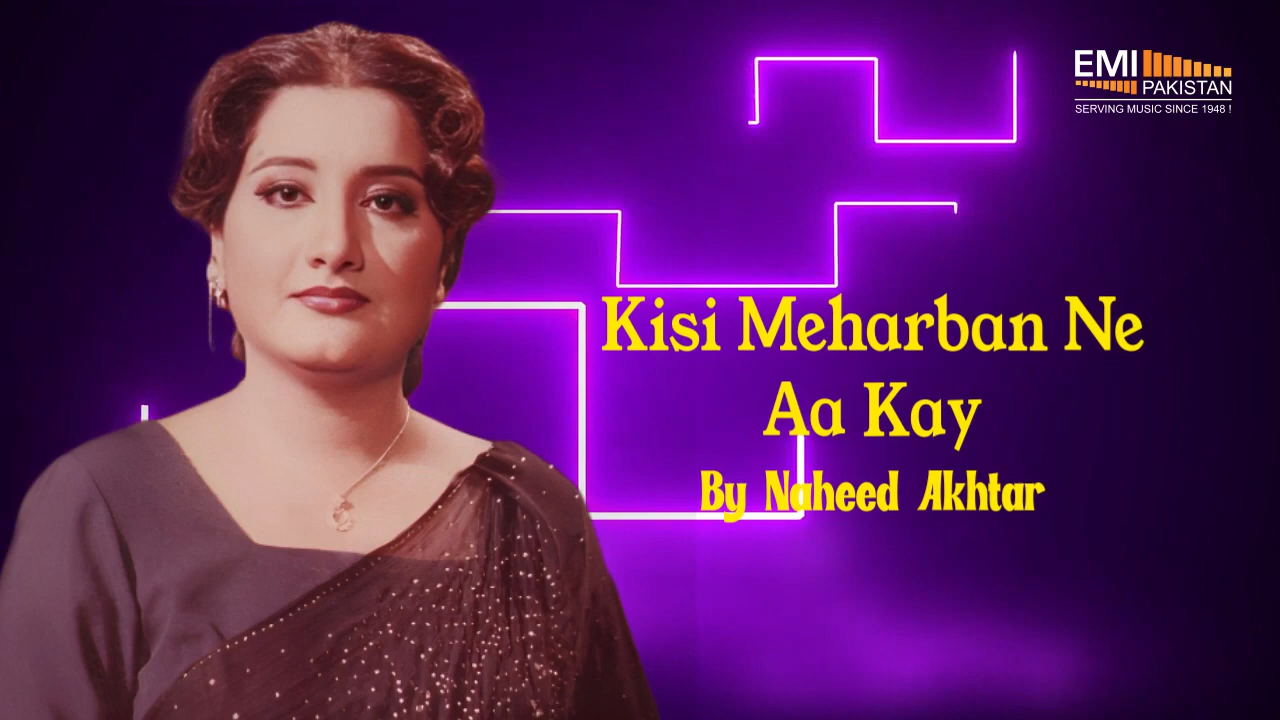 EMI
PAKISTAN
SERVING MUSIC SINCE 1948 !
Kisi Meharban Ne
Aa Kay
By Naheed Akhtar